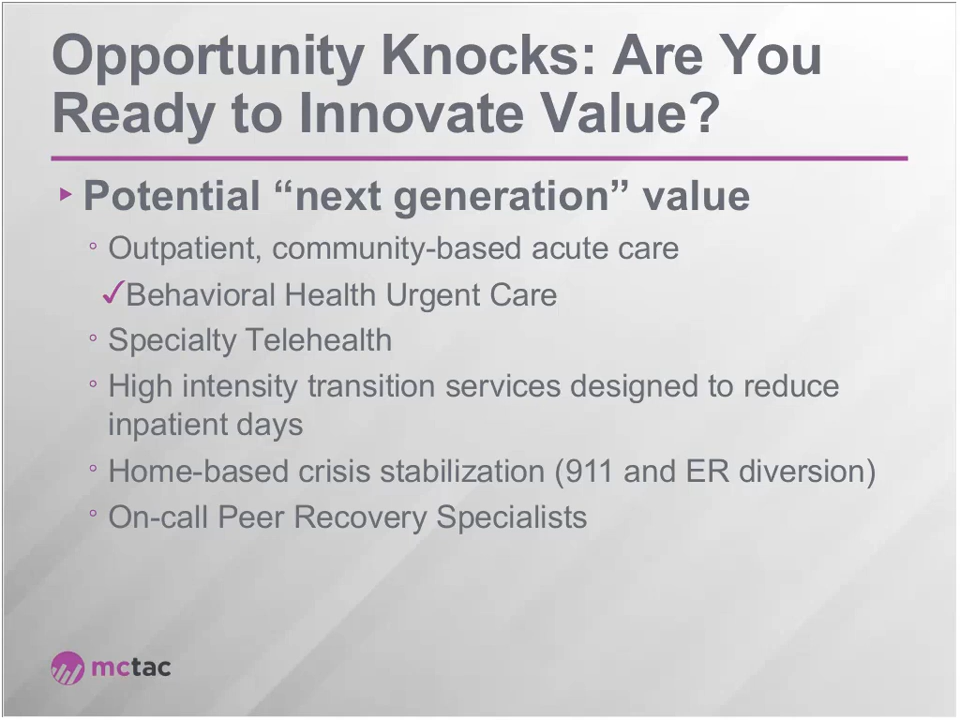 Opportunity Knocks: Are You
Ready to Innovate Value?
‣ Potential “next generation” value
◦ Outpatient, community-based acute care
✓Behavioral Health Urgent Care
◦ Specialty Telehealth
◦ High intensity transition services designed to reduce
inpatient days
◦ Home-based crisis stabilization (911 and ER diversion)
◦ On-call Peer Recovery Specialists
mctac